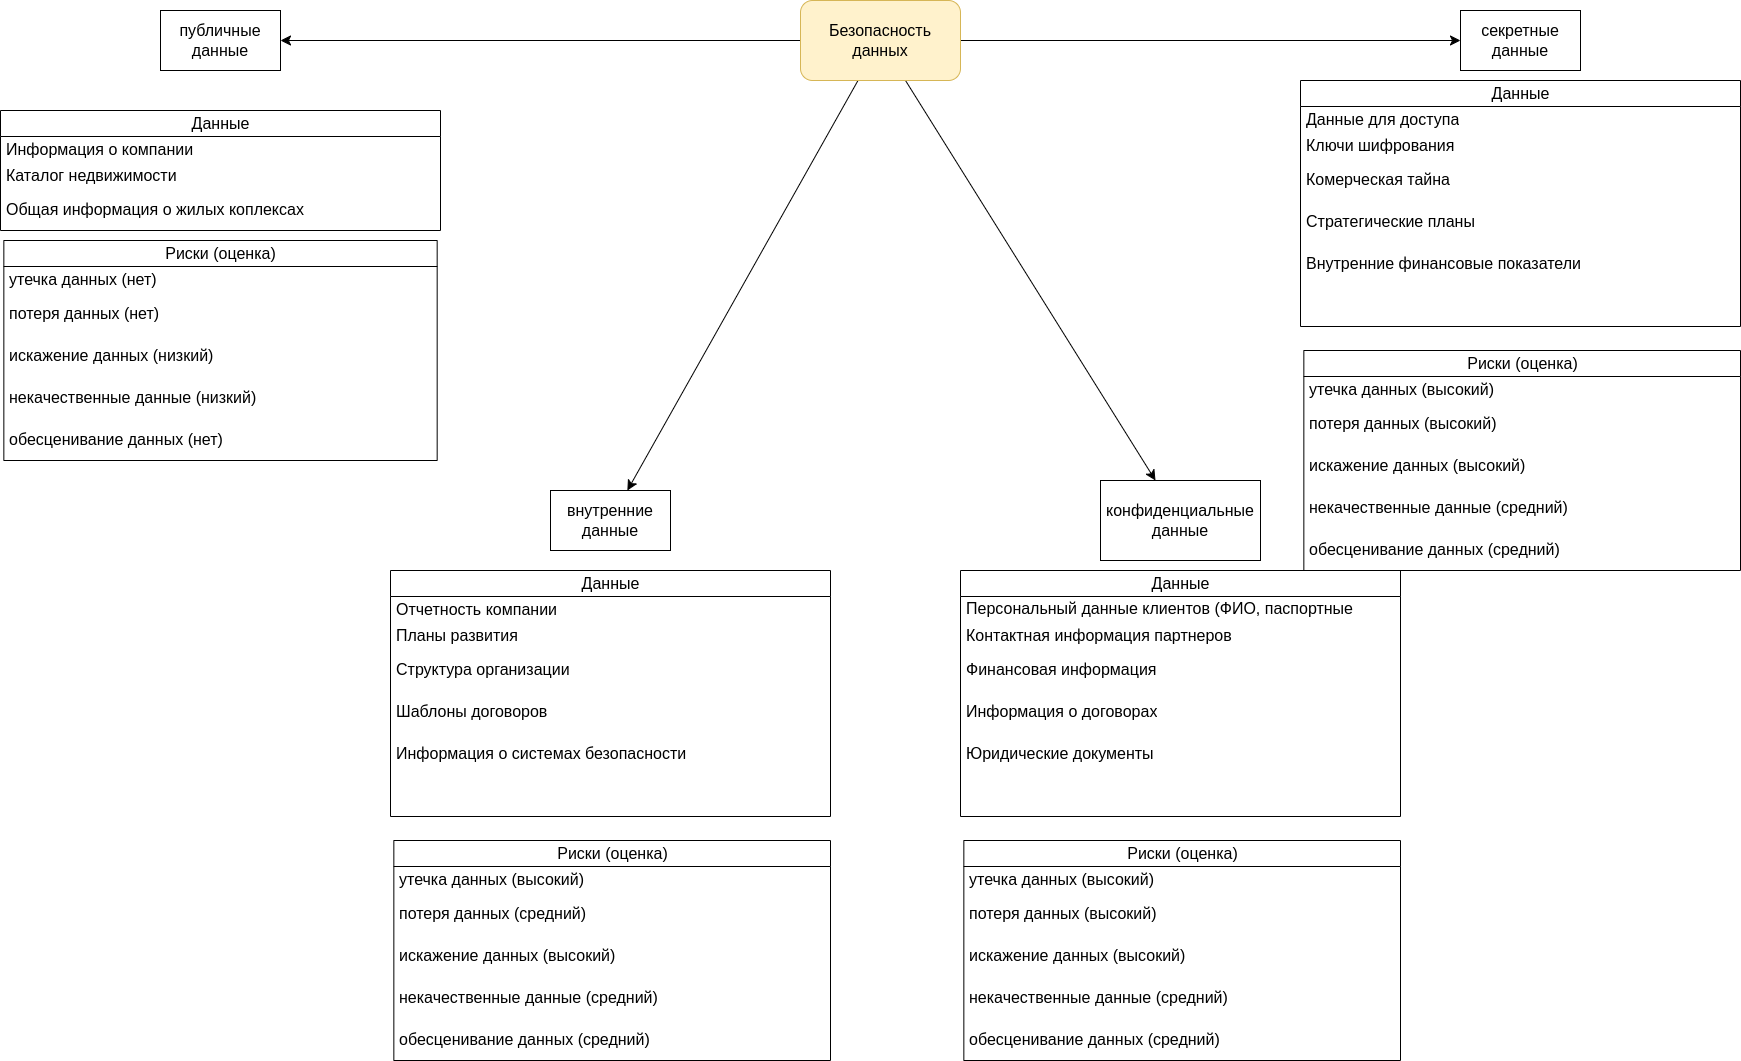 Безопасность
данных
публичные
данные
Данные
Информация о компании
Каталог недвижимости
Общая информация о жилых коплексах
Риски (оценка)
утечка данных (нет)
потеря данных (нет)
искажение данных (низкий)
некачественные данные (низкий)
обесценивание данных (нет)
секретные
данные
Данные
Данные для доступа
Ключи шифрования
Комерческая тайна
Стратегические планы
Внутренние финансовые показатели
Риски (оценка)
утечка данных (высокий)
потеря данных (высокий)
искажение данных (высокий)
некачественные данные (средний)
обесценивание данных (средний)
внутренние
данные
Данные
Отчетность компании
Планы развития
Структура организации
Шаблоны договоров
Информация о системах безопасности
Риски (оценка)
утечка данных (высокий)
потеря данных (средний)
искажение данных (высокий)
некачественные данные (средний)
обесценивание данных (средний)
конфиденциальные
данные
Данные
Персональный данные клиентов (ФИО, паспортные
Контактная информация партнеров
Финансовая информация
Информация о договорах
Юридические документы
Риски (оценка)
утечка данных (высокий)
потеря данных (высокий)
искажение данных (высокий)
некачественные данные (средний)
обесценивание данных (средний)